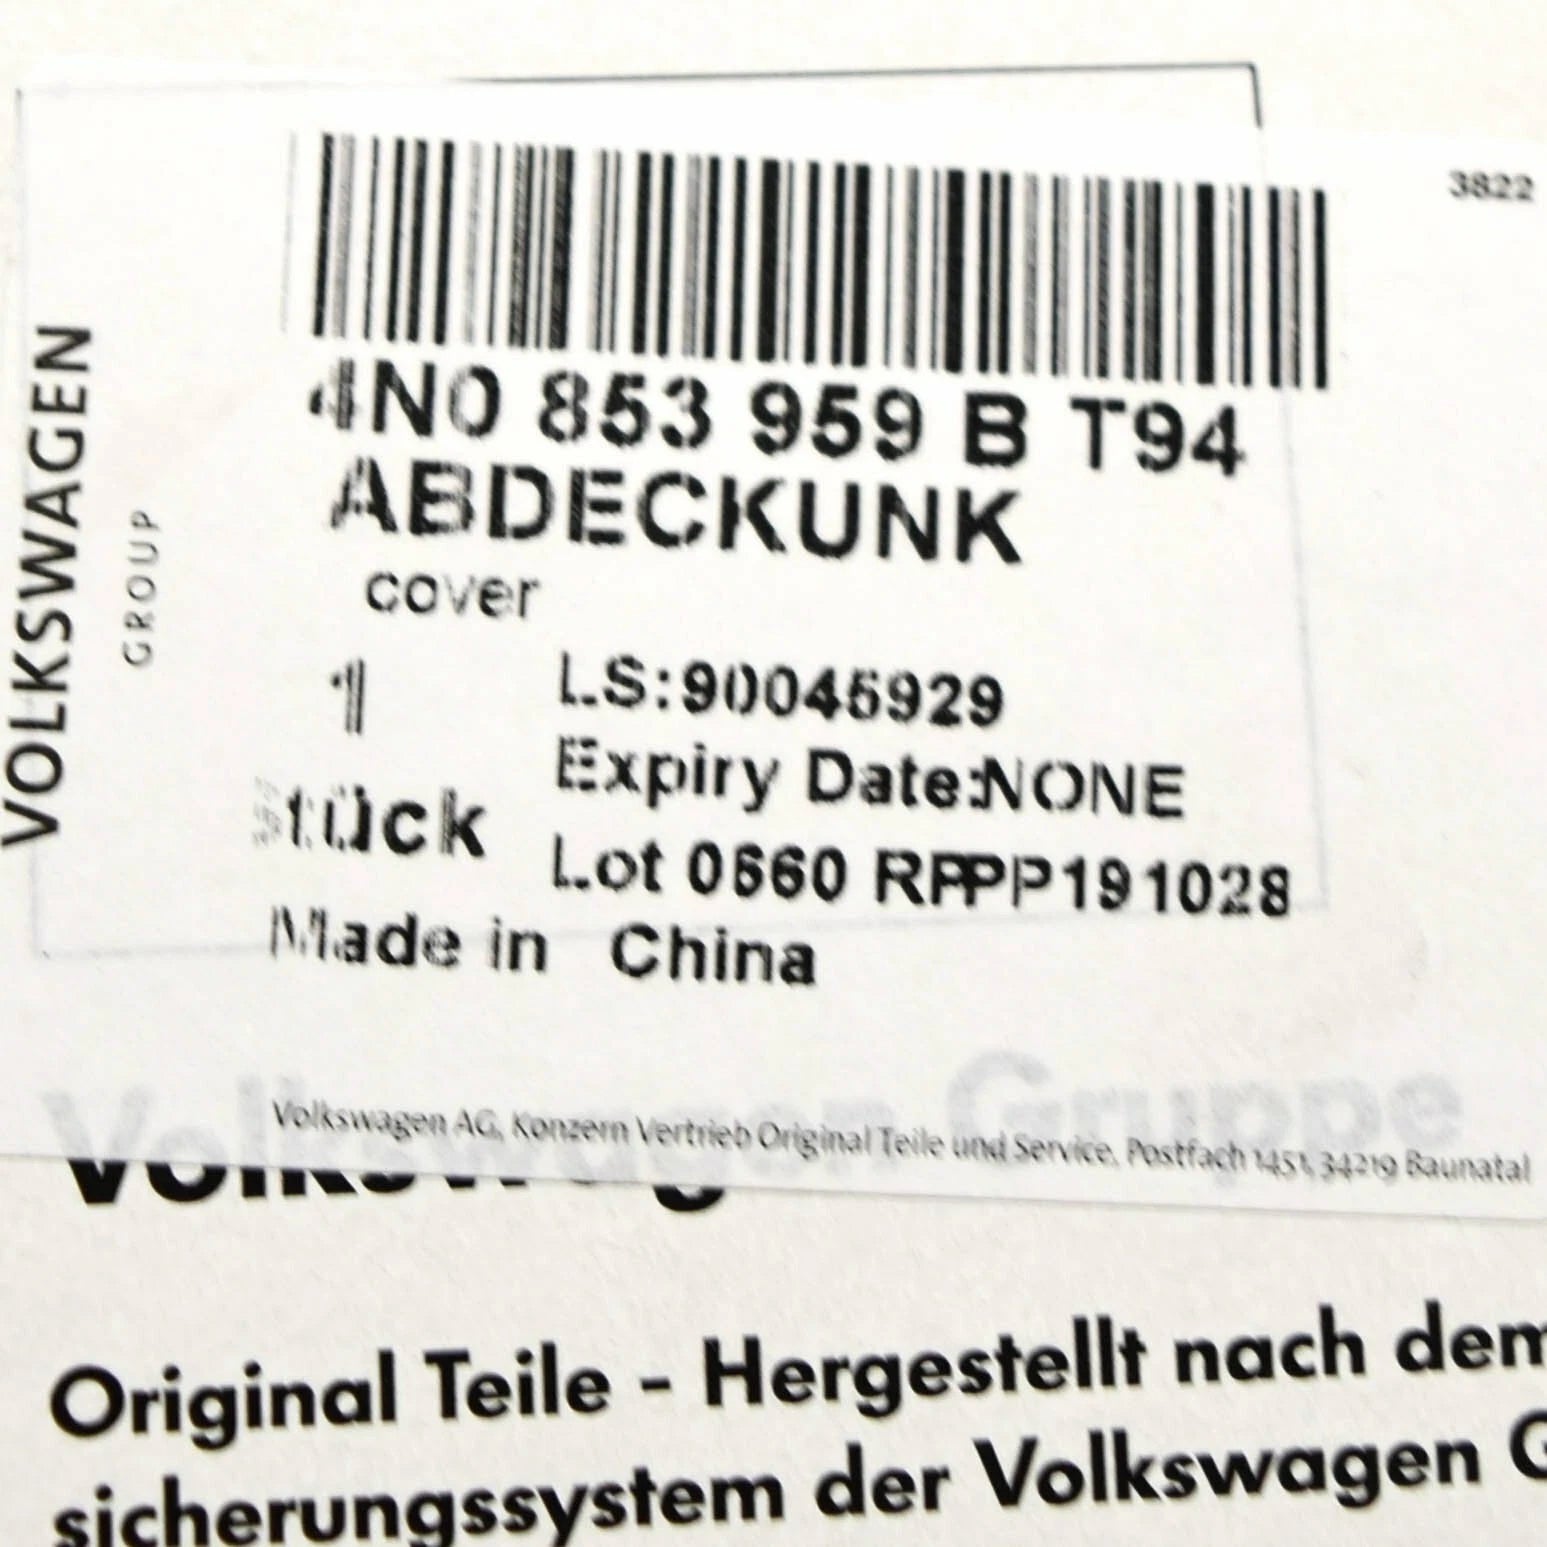 3822
VOLKSWAGEN
GROUP
4N0 853 959 B T94
ABDECKUNK
cover
1
LS:90045929
Expiry Date:NONE
Stück
Lot 0660 RPPP191028
Made in China
Volkswagen Gruppe
Volkswagen AG, Konzern Vertrieb Original Teile und Service, Postfach 1451, 34219 Baunatal
Original Teile - Hergestellt nach dem
sicherungssystem der Volkswagen G